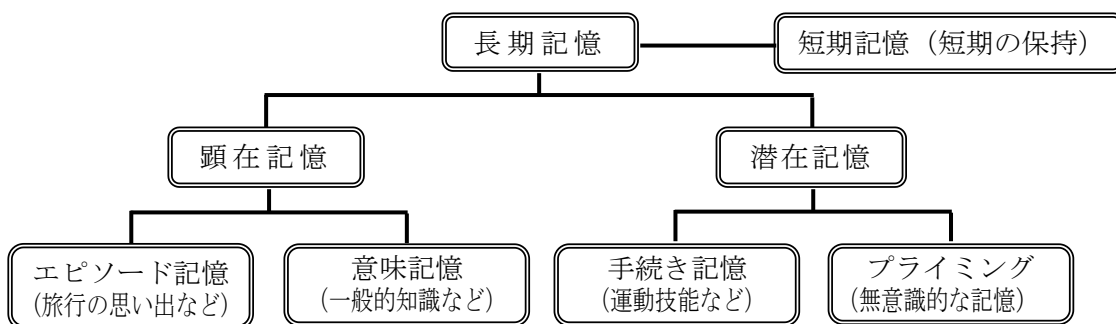 長期記憶
短期記憶（短期の保持）
顕在記憶
潜在記憶
エピソード記憶
(旅行の思い出など)
意味記憶
(一般的知識など)
手続き記憶
(運動技能など)
プライミング
(無意識的な記憶)